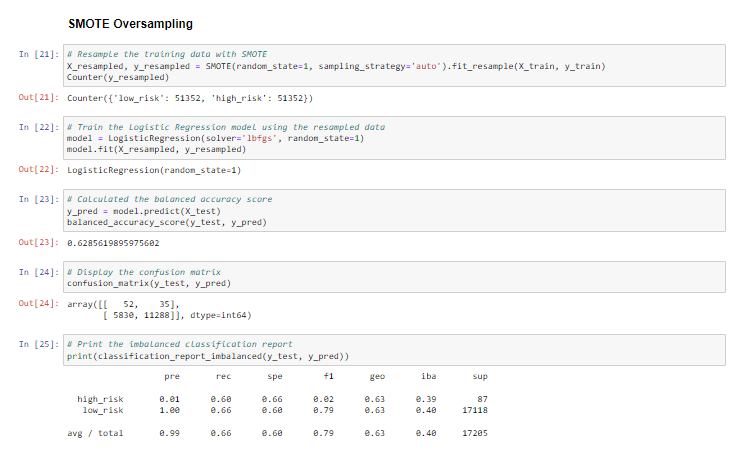 SMOTE Oversampling
In [21]: # Resample the training data with SMOTE
X_resampled, y_resampled = SMOTE(random_state=1, sampling_strategy='auto').fit_resample(X_train, y_train)
Counter(y_resampled)
Out[21]: Counter({'low_risk': 51352, 'high_risk': 51352})
In [22]: # Train the Logistic Regression model using the resampled data
model = LogisticRegression(solver='lbfgs', random_state=1)
model.fit(X_resampled, y_resampled)
Out[22]: LogisticRegression(random_state=1)
In [23]: # Calculated the balanced accuracy score
y_pred = model.predict(X_test)
balanced_accuracy_score(y_test, y_pred)
Out[23]: 0.6285619895975602
In [24]: # Display the confusion matrix
confusion_matrix(y_test, y_pred)
Out[24]: array([[ 52, 35],
[ 5830, 11288]], dtype=int64)
In [25]: # Print the imbalanced classification report
print(classification_report_imbalanced(y_test, y_pred))
pre rec spe f1 geo iba sup
high_risk 0.01 0.60 0.66 0.02 0.63 0.39 87
low_risk 1.00 0.66 0.60 0.79 0.63 0.40 17118
avg / total 0.99 0.66 0.60 0.79 0.63 0.40 17205